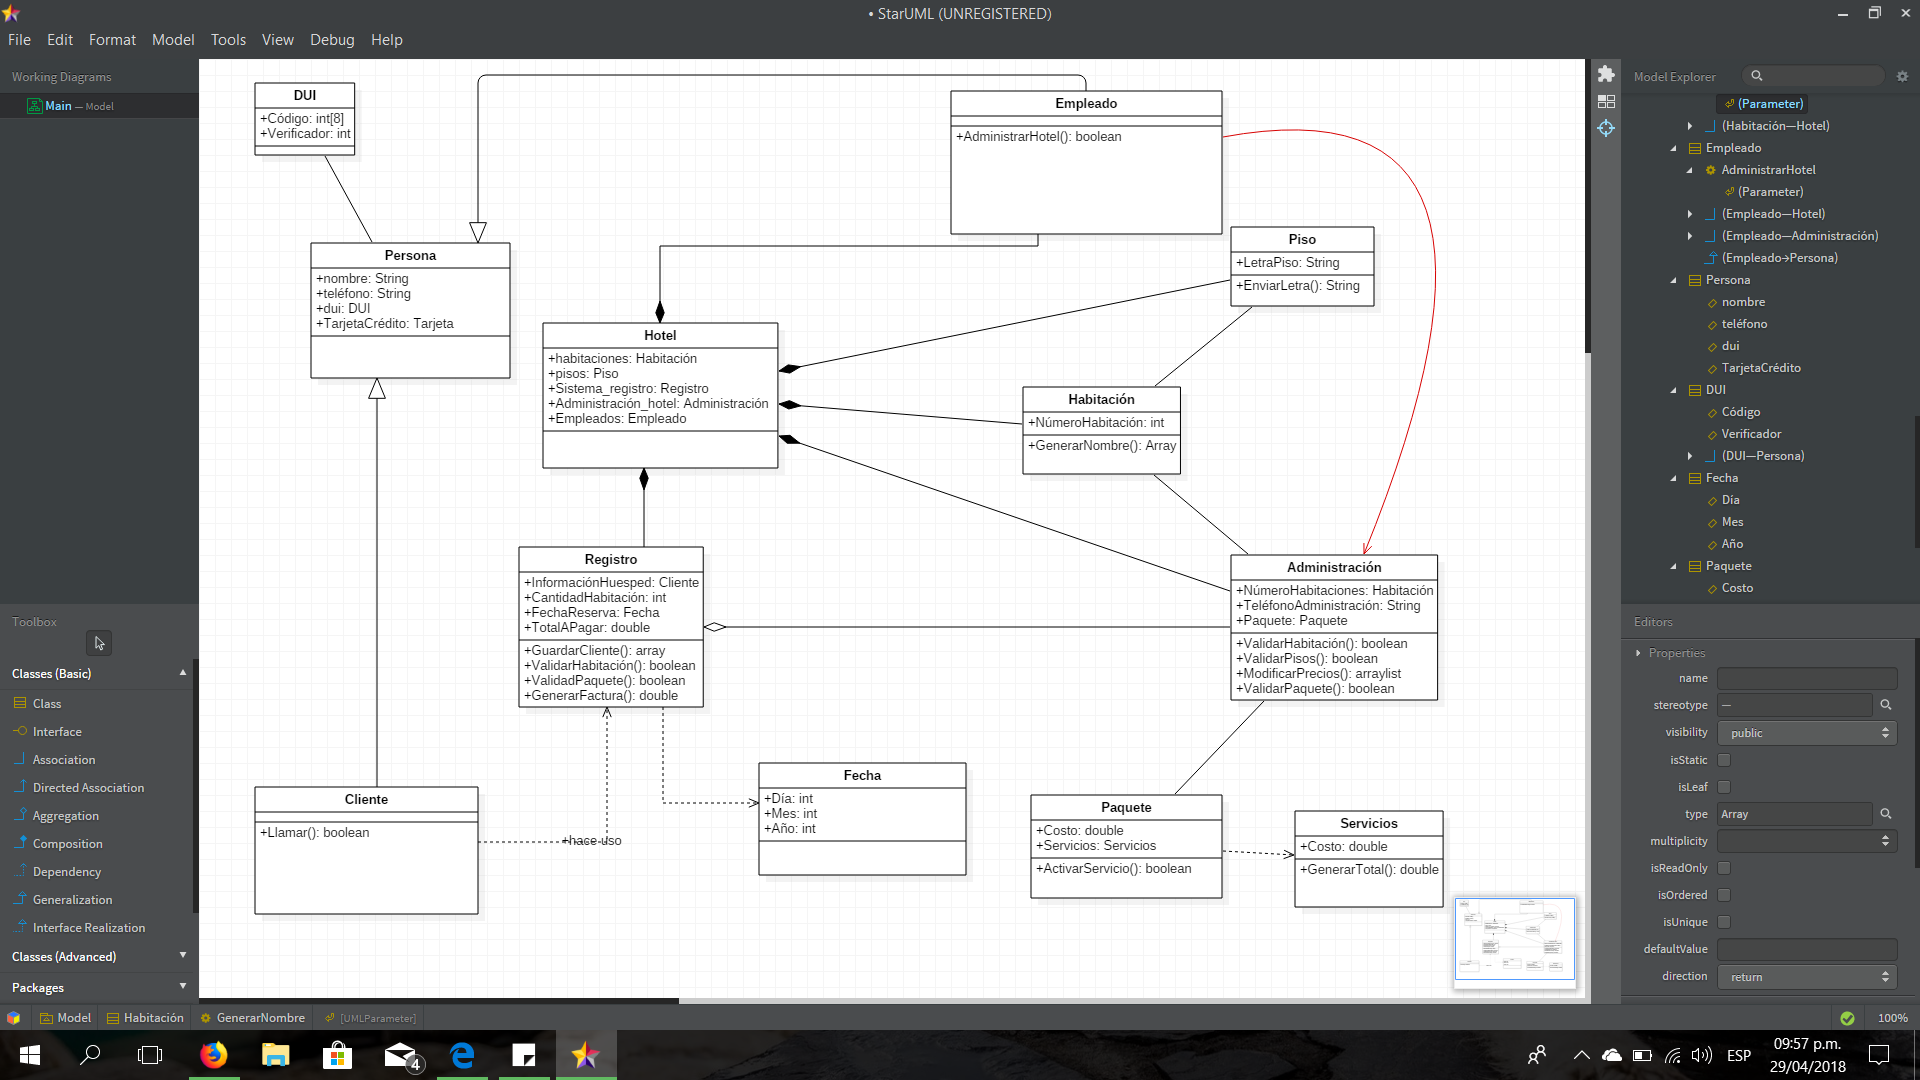 • StarUML (UNREGISTERED)
File Edit Format Model Tools View Debug Help
Working Diagrams
Main — Model
DUI
+Código: int[8]
+Verificador: int
Empleado
+AdministrarHotel(): boolean
Persona
+nombre: String
+teléfono: String
+dui: DUI
+TarjetaCrédito: Tarjeta
Piso
+LetraPiso: String
+EnviarLetra(): String
Hotel
+habitaciones: Habitación
+pisos: Piso
+Sistema_registro: Registro
+Administración_hotel: Administración
+Empleados: Empleado
Habitación
+NúmeroHabitación: int
+GenerarNombre(): Array
Registro
+InformaciónHuesped: Cliente
+CantidadHabitación: int
+FechaReserva: Fecha
+TotalAPagar: double
+GuardarCliente(): array
+ValidarHabitación(): boolean
+ValidadPaquete(): boolean
+GenerarFactura(): double
Administración
+NúmeroHabitaciones: Habitación
+TeléfonoAdministración: String
+Paquete: Paquete
+ValidarHabitación(): boolean
+ValidarPisos(): boolean
+ModificarPrecios(): arraylist
+ValidarPaquete(): boolean
Cliente
+Llamar(): boolean
+hace uso
Fecha
+Día: int
+Mes: int
+Año: int
Paquete
+Costo: double
+Servicios: Servicios
+ActivarServicio(): boolean
Servicios
+Costo: double
+GenerarTotal(): double
Toolbox
Classes (Basic)
Class
Interface
Association
Directed Association
Aggregation
Composition
Dependency
Generalization
Interface Realization
Classes (Advanced)
Packages
Model Explorer
(Parameter)
(Habitación—Hotel)
Empleado
AdministrarHotel
(Parameter)
(Empleado—Hotel)
(Empleado—Administración)
(Empleado→Persona)
Persona
nombre
teléfono
dui
TarjetaCrédito
DUI
Código
Verificador
(DUI—Persona)
Fecha
Día
Mes
Año
Paquete
Costo
Editors
Properties
name
stereotype —
visibility public
isStatic
isLeaf
type Array
multiplicity
isReadOnly
isOrdered
isUnique
defaultValue
direction return
Model Habitación GenerarNombre [UMLParameter]
100%
4
ESP
09:57 p.m.
29/04/2018